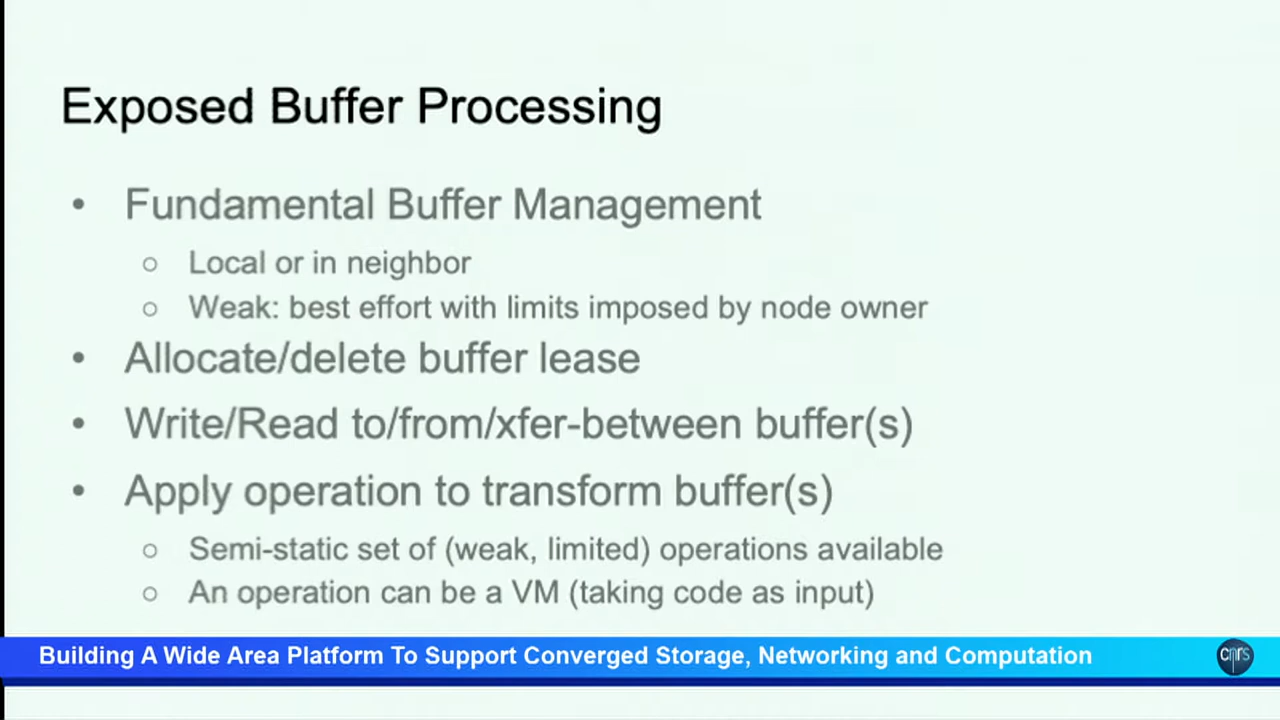 Exposed Buffer Processing
• Fundamental Buffer Management
○ Local or in neighbor
○ Weak: best effort with limits imposed by node owner
• Allocate/delete buffer lease
• Write/Read to/from/xfer-between buffer(s)
• Apply operation to transform buffer(s)
○ Semi-static set of (weak, limited) operations available
○ An operation can be a VM (taking code as input)
Building A Wide Area Platform To Support Converged Storage, Networking and Computation
cnrs